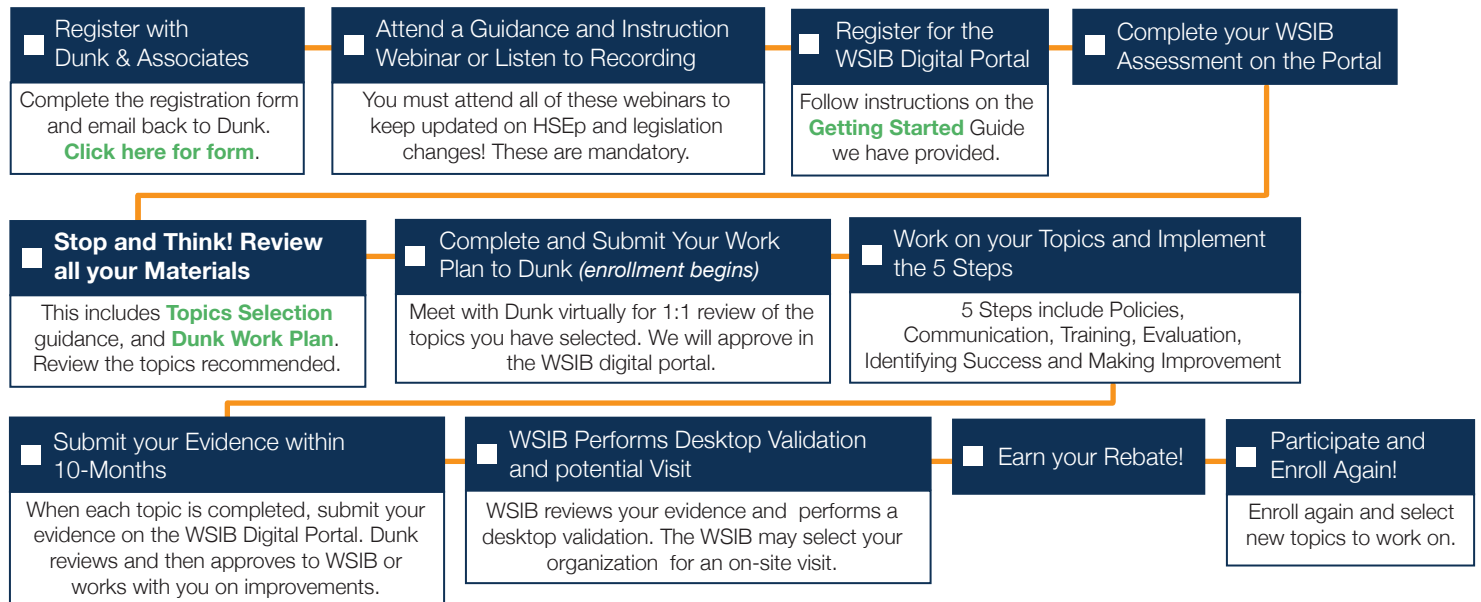 Register with
Dunk & Associates
Complete the registration form
and email back to Dunk.
Click here for form.
Attend a Guidance and Instruction
Webinar or Listen to Recording
You must attend all of these webinars to
keep updated on HSEp and legislation
changes! These are mandatory.
Register for the
WSIB Digital Portal
Follow instructions on the
Getting Started Guide
we have provided.
Complete your WSIB
Assessment on the Portal
Stop and Think! Review
all your Materials
This includes Topics Selection
guidance, and Dunk Work Plan.
Review the topics recommended.
Complete and Submit Your Work
Plan to Dunk (enrollment begins)
Meet with Dunk virtually for 1:1 review of the
topics you have selected. We will approve in
the WSIB digital portal.
Work on your Topics and Implement
the 5 Steps
5 Steps include Policies,
Communication, Training, Evaluation,
Identifying Success and Making Improvement
Submit your Evidence within
10-Months
When each topic is completed, submit your
evidence on the WSIB Digital Portal. Dunk
reviews and then approves to WSIB or
works with you on improvements.
WSIB Performs Desktop Validation
and potential Visit
WSIB reviews your evidence and performs a
desktop validation. The WSIB may select your
organization for an on-site visit.
Earn your Rebate!
Participate and
Enroll Again!
Enroll again and select
new topics to work on.